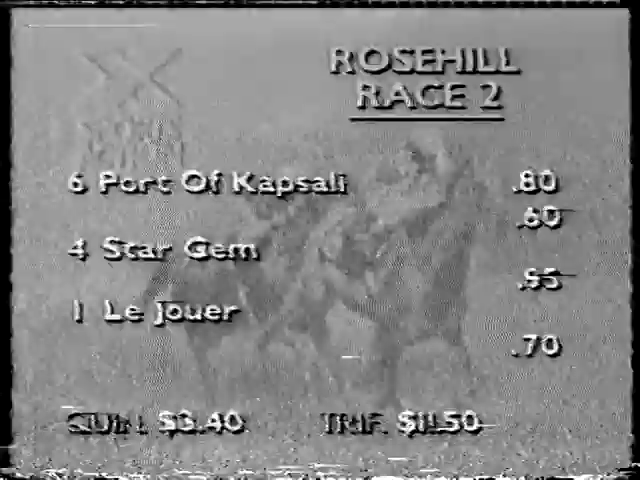 ROSEHILL
RACE 2
6 Port Of Kapsali .80
.60
4 Star Gem .95
1 Le Jouer
.70
QUIN. $3.40 TRIF. $11.50